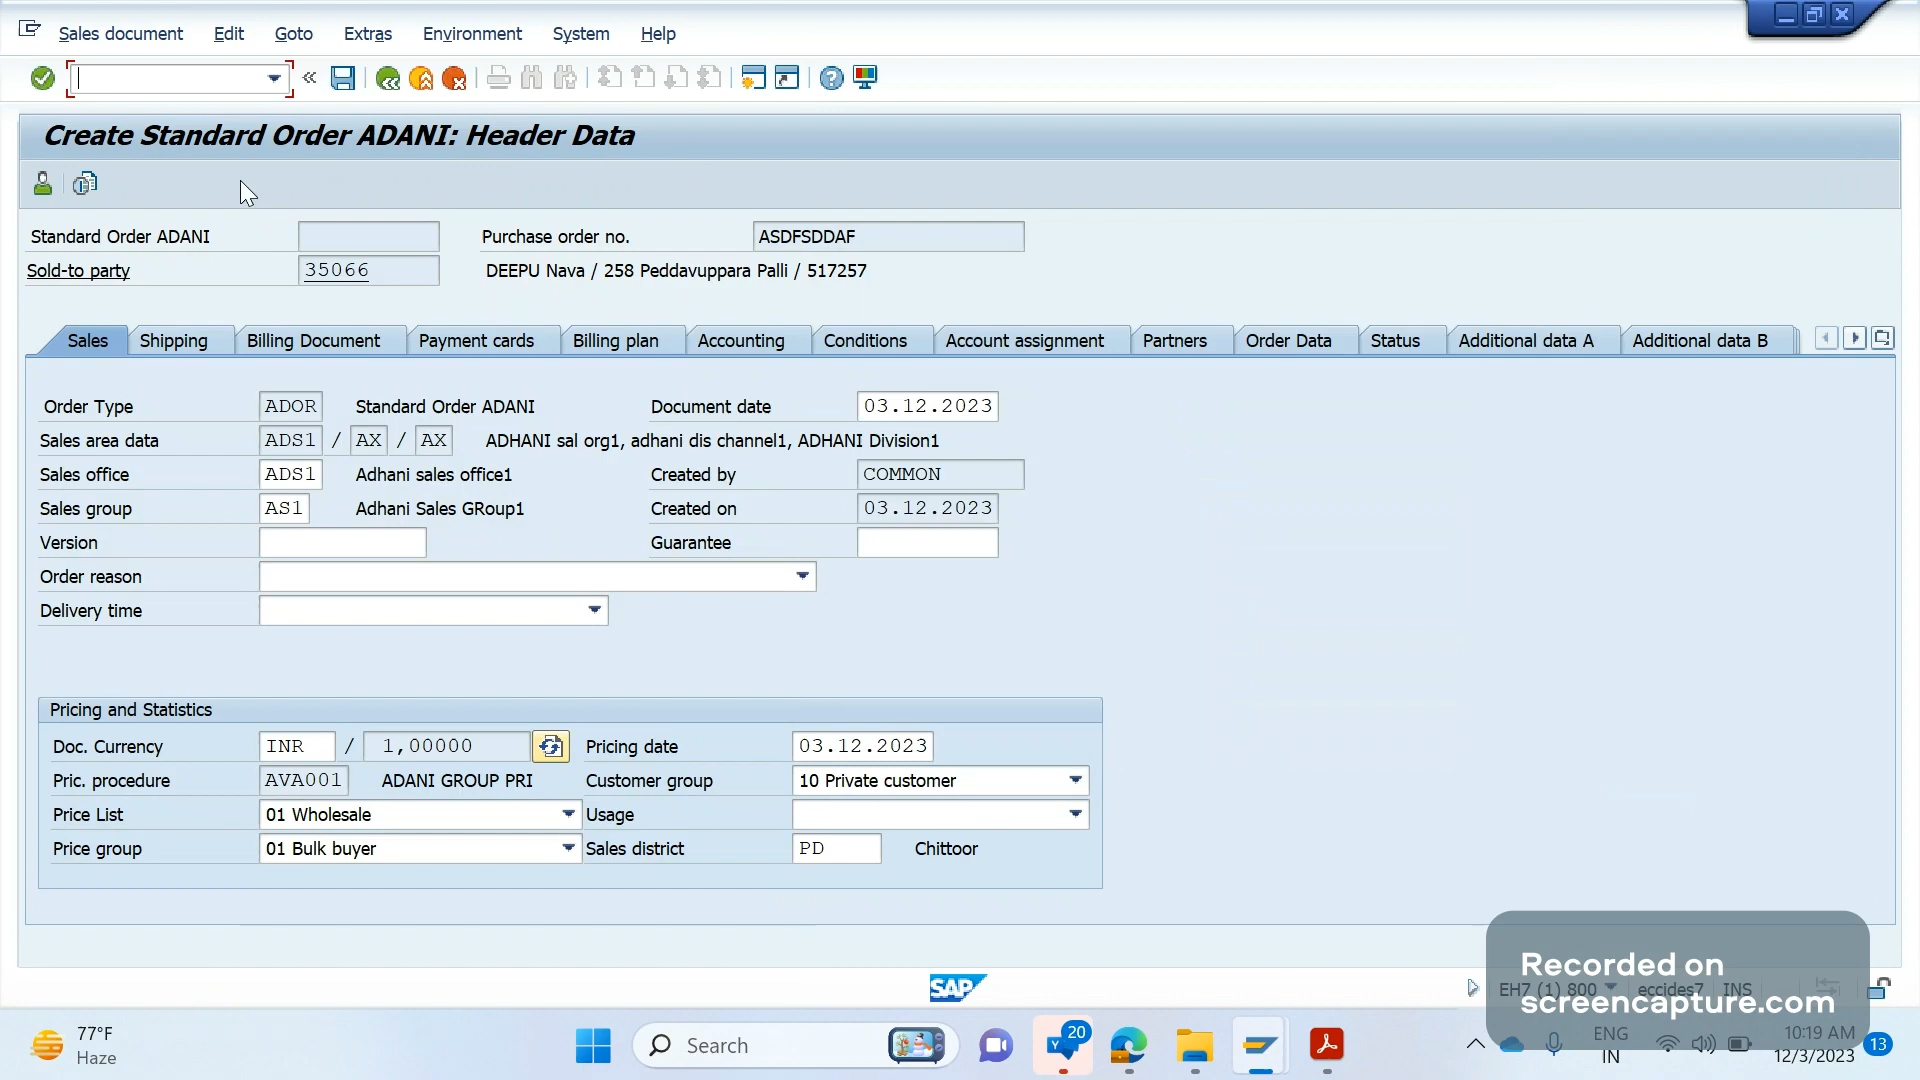 Sales document Edit Goto Extras Environment System Help
Create Standard Order ADANI: Header Data
Standard Order ADANI Purchase order no. ASDFSDDAF
Sold-to party 35066 DEEPU Nava / 258 Peddavuppara Palli / 517257
Sales Shipping Billing Document Payment cards Billing plan Accounting Conditions Account assignment Partners Order Data Status Additional data A Additional data B
Order Type ADOR Standard Order ADANI Document date 03.12.2023
Sales area data ADS1 / AX / AX ADHANI sal org1, adhani dis channel1, ADHANI Division1
Sales office ADS1 Adhani sales office1 Created by COMMON
Sales group AS1 Adhani Sales GRoup1 Created on 03.12.2023
Version Guarantee
Order reason
Delivery time
Pricing and Statistics
Doc. Currency INR / 1,00000 Pricing date 03.12.2023
Pric. procedure AVA001 ADANI GROUP PRI Customer group 10 Private customer
Price List 01 Wholesale Usage
Price group 01 Bulk buyer Sales district PD Chittoor
Recorded on
screencapture.com
SAP EH7 (1) 800 eccides7 INS
77°F
Haze
Search
20
ENG
IN
10:19 AM
12/3/2023
13